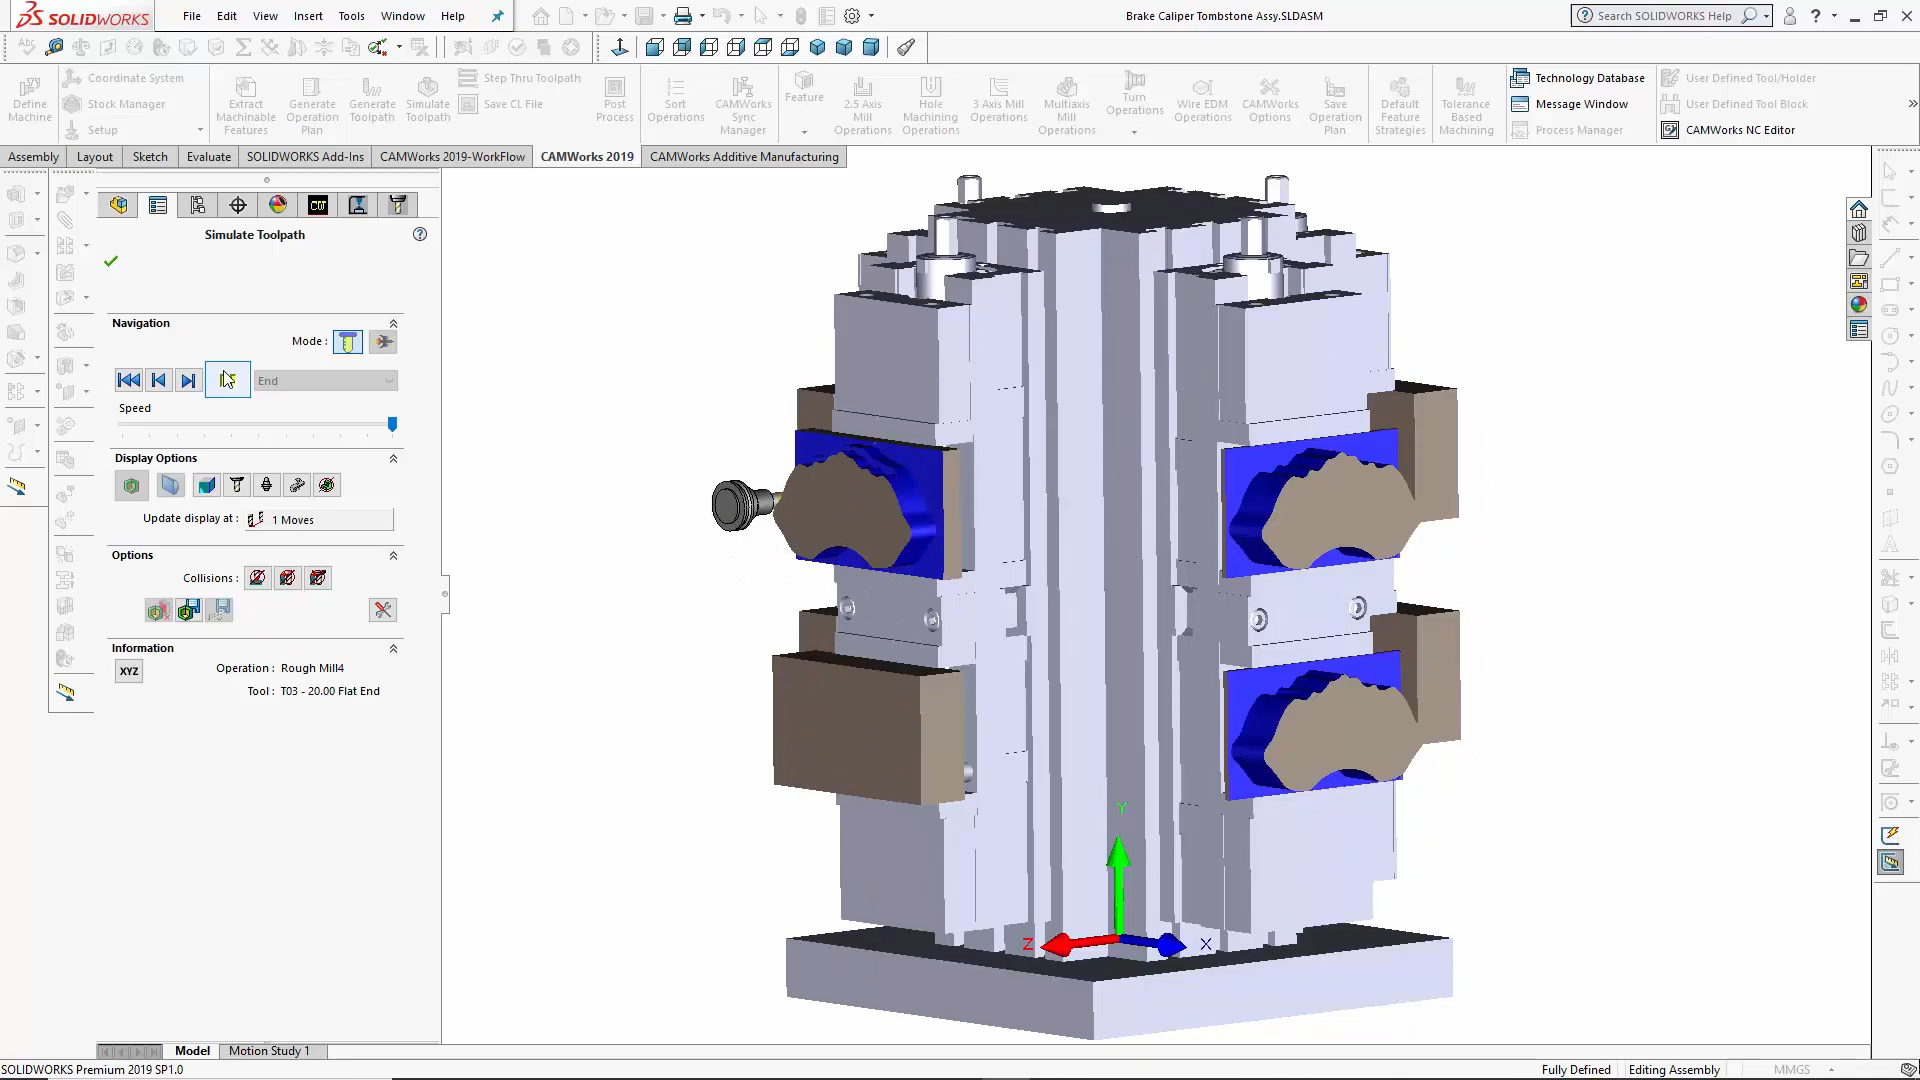 SOLIDWORKS
File Edit View Insert Tools Window Help
Brake Caliper Tombstone Assy.SLDASM
Search SOLIDWORKS Help
Define Machine
Coordinate System
Stock Manager
Setup
Extract Machinable Features
Generate Operation Plan
Generate Toolpath
Simulate Toolpath
Step Thru Toolpath
Save CL File
Post Process
Sort Operations
CAMWorks Sync Manager
Feature
2.5 Axis Mill Operations
Hole Machining Operations
3 Axis Mill Operations
Multiaxis Mill Operations
Turn Operations
Wire EDM Operations
CAMWorks Options
Save Operation Plan
Default Feature Strategies
Tolerance Based Machining
Technology Database
Message Window
Process Manager
User Defined Tool/Holder
User Defined Tool Block
CAMWorks NC Editor
Assembly Layout Sketch Evaluate SOLIDWORKS Add-Ins CAMWorks 2019-WorkFlow CAMWorks 2019 CAMWorks Additive Manufacturing
Simulate Toolpath
Navigation
Mode :
End
Speed
Display Options
Update display at : 1 Moves
Options
Collisions :
Information
XYZ
Operation : Rough Mill4
Tool : T03 - 20.00 Flat End
Y
Z
X
Model Motion Study 1
SOLIDWORKS Premium 2019 SP1.0
Fully Defined Editing Assembly MMGS